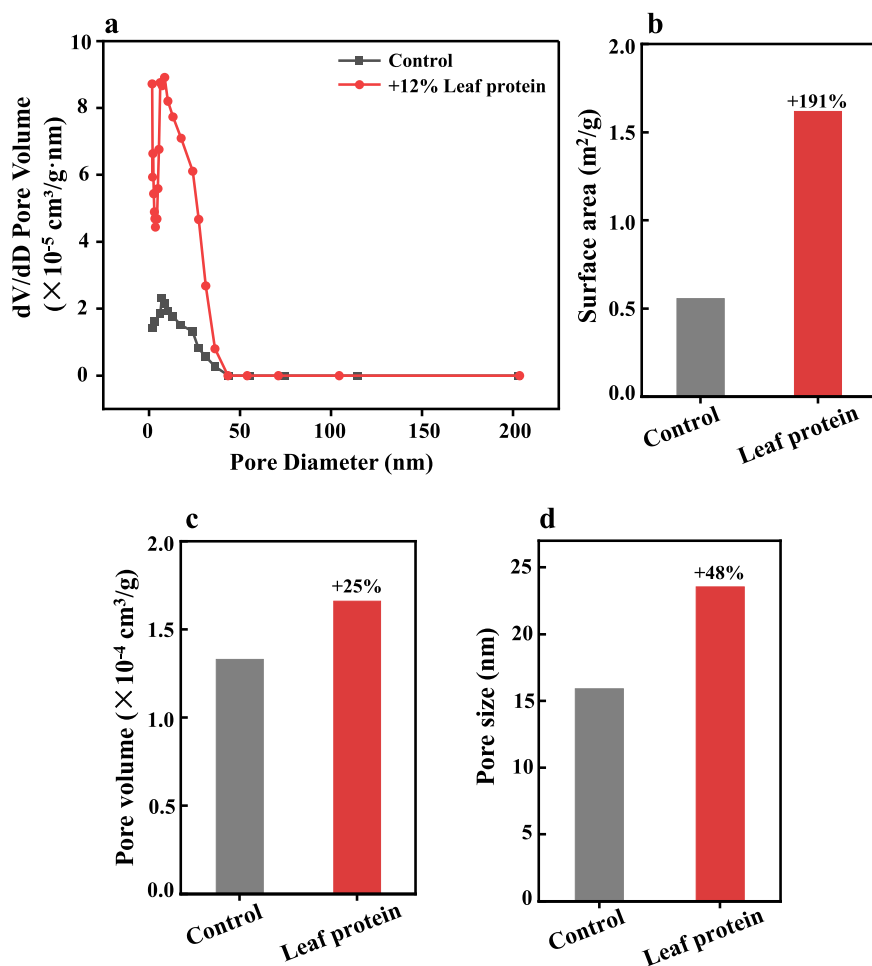 a
Control
+12% Leaf protein
dV/dD Pore Volume
(×10⁻⁵ cm³/g·nm)
10
8
6
4
2
0
0
50
100
150
200
Pore Diameter (nm)
b
Surface area (m²/g)
2.0
1.5
1.0
0.5
0.0
+191%
Control
Leaf protein
c
Pore volume (×10⁻⁴ cm³/g)
2.0
1.5
1.0
0.5
0.0
+25%
Control
Leaf protein
d
Pore size (nm)
25
20
15
10
5
0
+48%
Control
Leaf protein